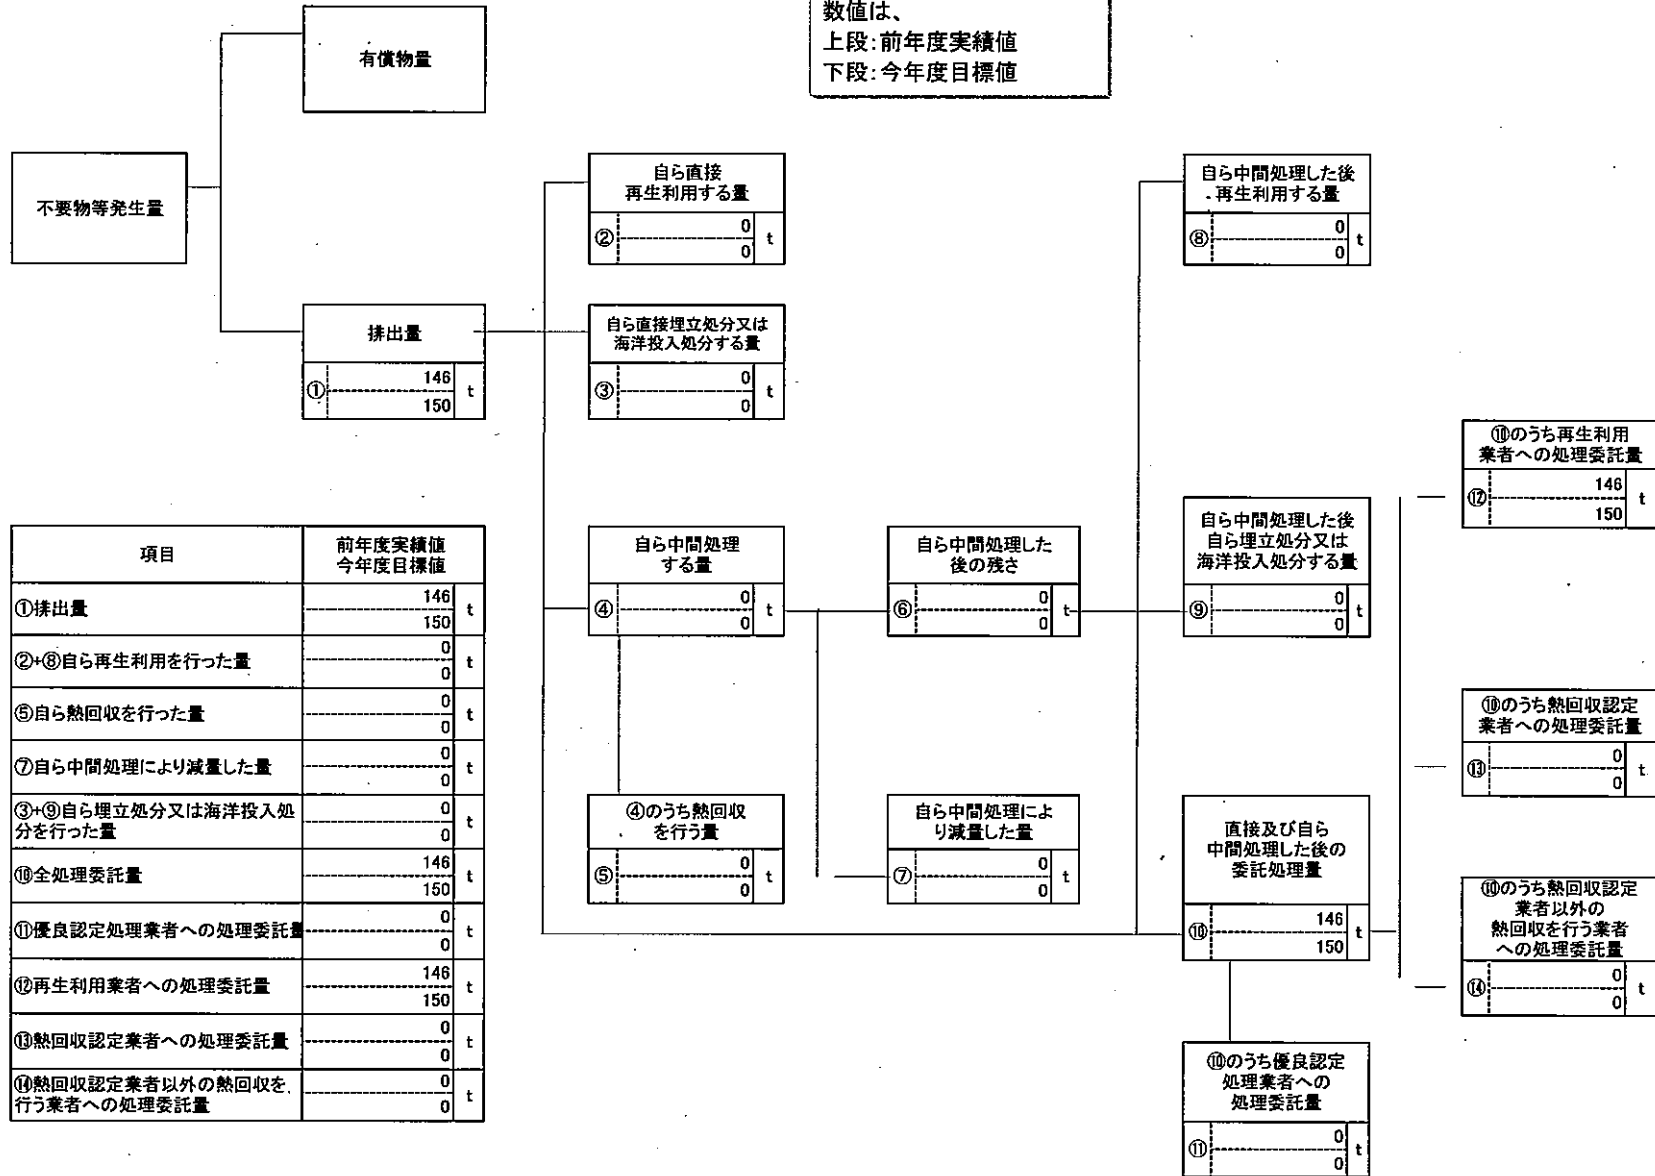 数値は、
上段:前年度実績値
下段:今年度目標値
有償物量
不要物等発生量
排出量
① 146 t
150
自ら直接
再生利用する量
② 0 t
0
自ら直接埋立処分又は
海洋投入処分する量
③ 0 t
0
自ら中間処理
する量
④ 0 t
0
④のうち熱回収
を行う量
⑤ 0 t
0
自ら中間処理した
後の残さ
⑥ 0 t
0
自ら中間処理によ
り減量した量
⑦ 0 t
0
自ら中間処理した後
再生利用する量
⑧ 0 t
0
自ら中間処理した後
自ら埋立処分又は
海洋投入処分する量
⑨ 0 t
0
直接及び自ら
中間処理した後の
委託処理量
⑩ 146 t
150
⑩のうち優良認定
処理業者への
処理委託量
⑪ 0 t
0
⑩のうち再生利用
業者への処理委託量
⑫ 146 t
150
⑩のうち熱回収認定
業者への処理委託量
⑬ 0 t
0
⑩のうち熱回収認定
業者以外の
熱回収を行う業者
への処理委託量
⑭ 0 t
0
項目 前年度実績値
今年度目標値
①排出量 146 t
150
②+⑧自ら再生利用を行った量 0 t
0
⑤自ら熱回収を行った量 0 t
0
⑦自ら中間処理により減量した量 0 t
0
③+⑨自ら埋立処分又は海洋投入処 0 t
分を行った量 0
⑩全処理委託量 146 t
150
⑪優良認定処理業者への処理委託量 0 t
0
⑫再生利用業者への処理委託量 146 t
150
⑬熱回収認定業者への処理委託量 0 t
0
⑭熱回収認定業者以外の熱回収を 0 t
行う業者への処理委託量 0